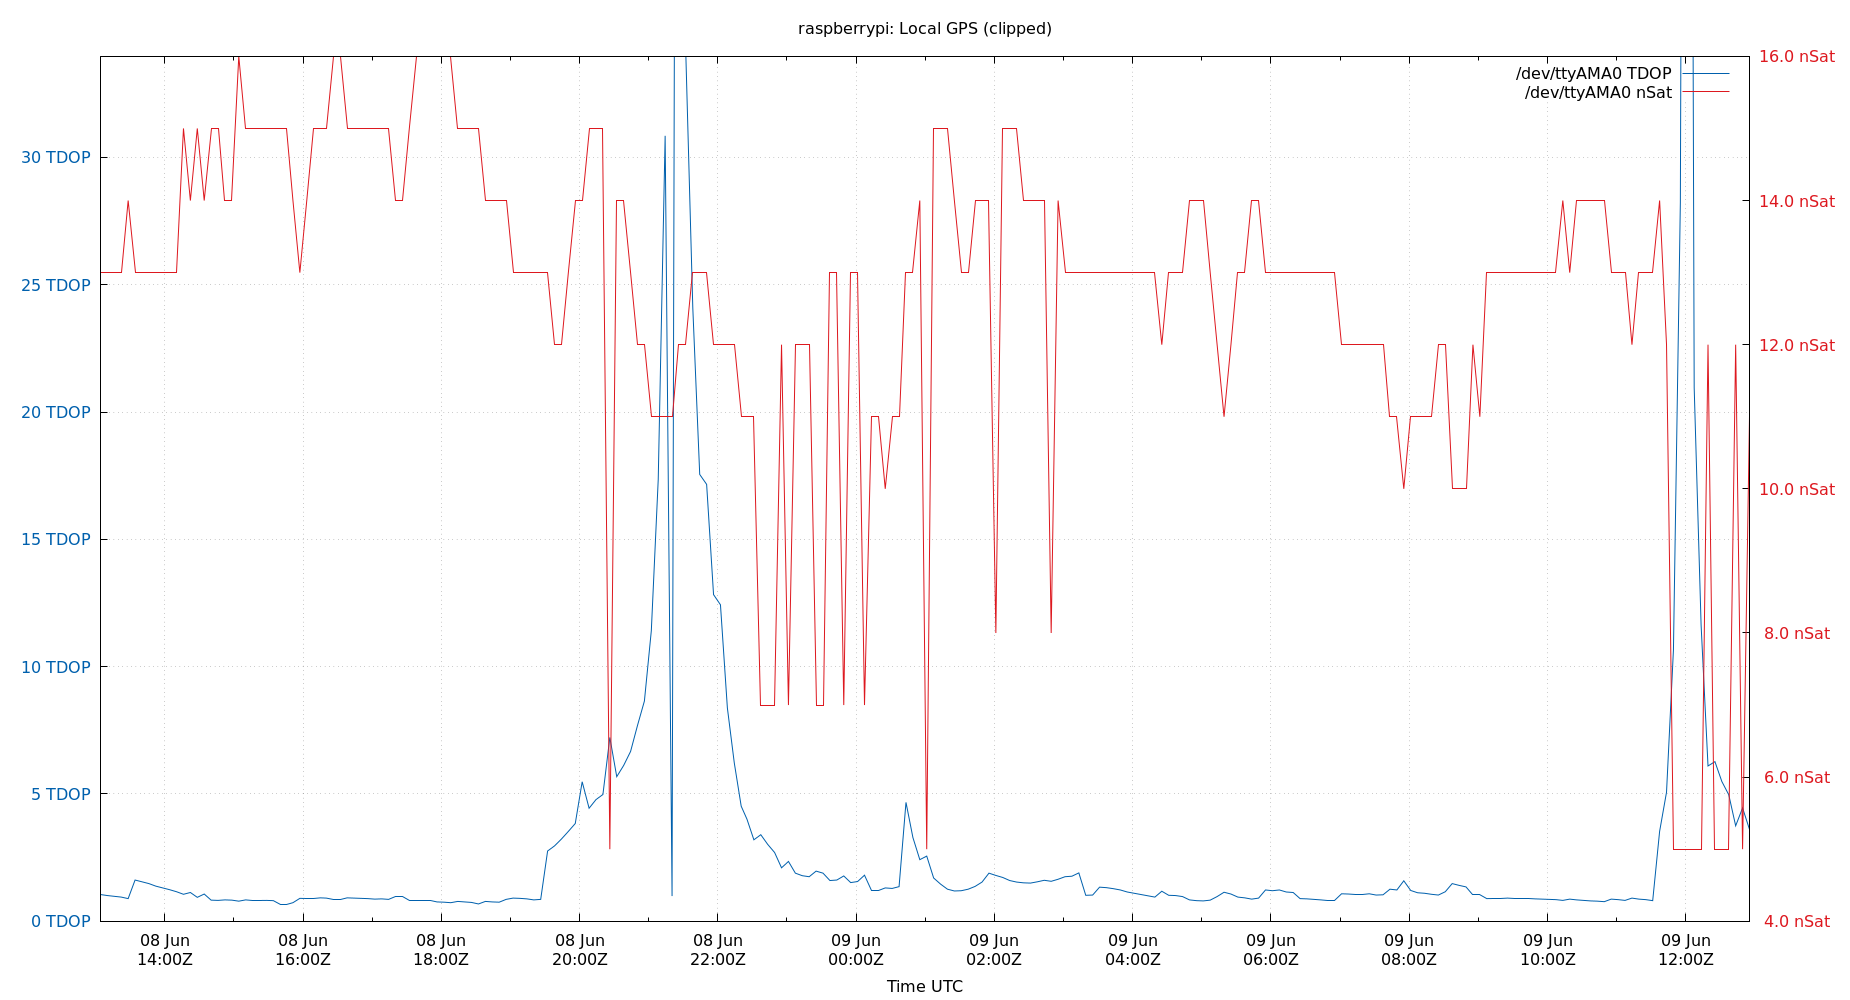 raspberrypi: Local GPS (clipped)
/dev/ttyAMA0 TDOP
/dev/ttyAMA0 nSat
30 TDOP
25 TDOP
20 TDOP
15 TDOP
10 TDOP
5 TDOP
0 TDOP
16.0 nSat
14.0 nSat
12.0 nSat
10.0 nSat
8.0 nSat
6.0 nSat
4.0 nSat
08 Jun
14:00Z
08 Jun
16:00Z
08 Jun
18:00Z
08 Jun
20:00Z
08 Jun
22:00Z
09 Jun
00:00Z
09 Jun
02:00Z
09 Jun
04:00Z
09 Jun
06:00Z
09 Jun
08:00Z
09 Jun
10:00Z
09 Jun
12:00Z
Time UTC